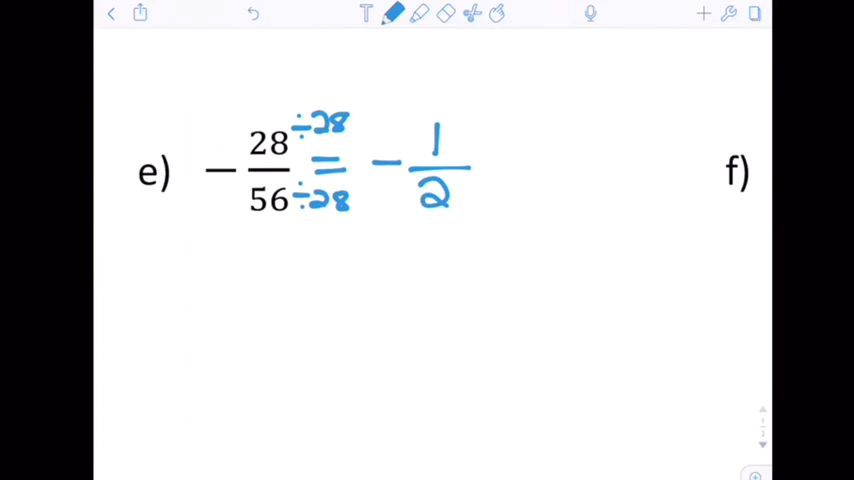 e) − 28/56 ÷28/÷28 = − 1/2
f)